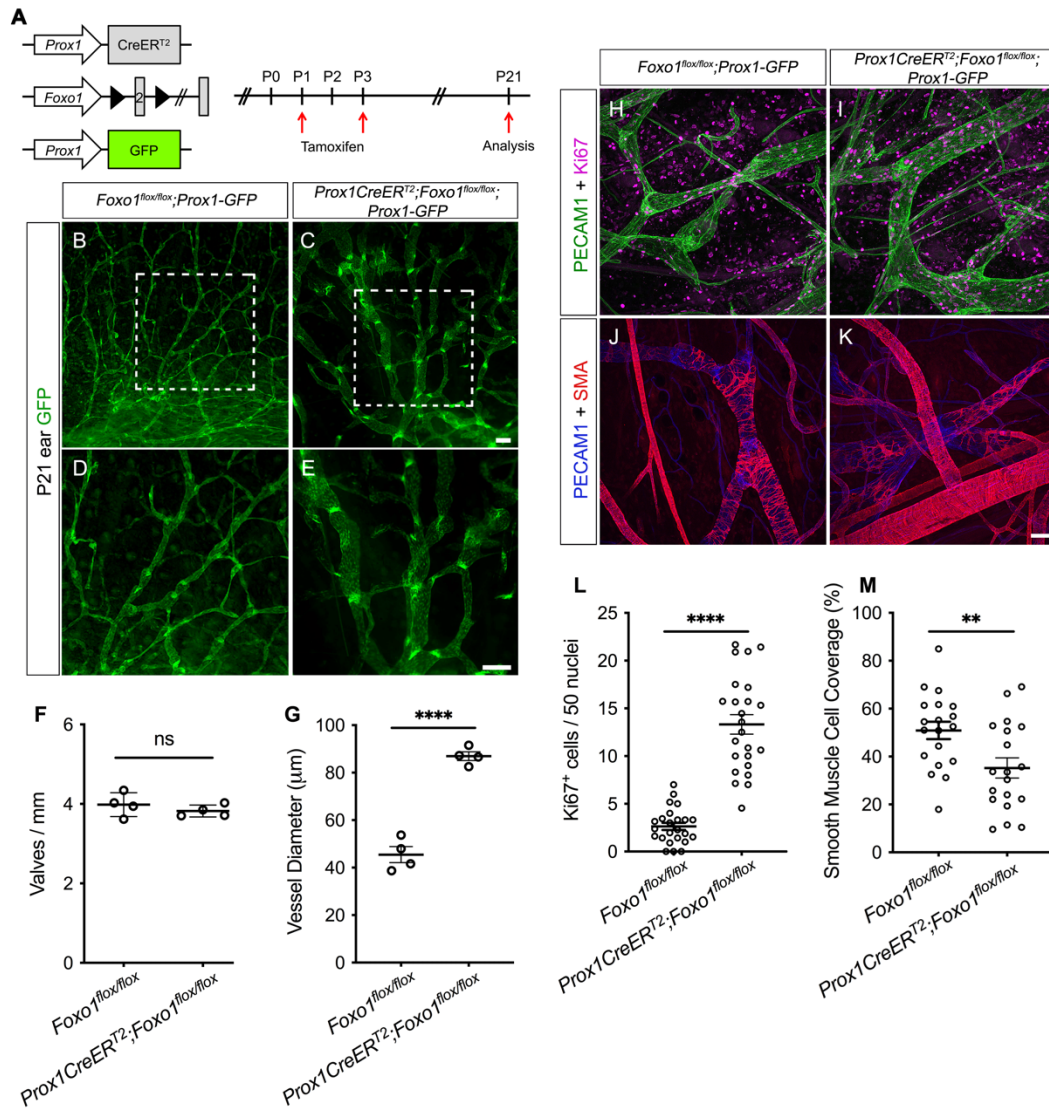 A
Prox1
CreER^T2
Foxo1
2
Prox1
GFP
P0 P1 P2 P3 P21
Tamoxifen
Analysis
Foxo1^flox/flox;Prox1-GFP
Prox1CreER^T2;Foxo1^flox/flox;
Prox1-GFP
P21 ear GFP
B
C
D
E
Foxo1^flox/flox;Prox1-GFP
Prox1CreER^T2;Foxo1^flox/flox;
Prox1-GFP
PECAM1 + Ki67
H
I
PECAM1 + SMA
J
K
F
Valves / mm
6
4
2
0
ns
Foxo1^flox/flox
Prox1CreER^T2;Foxo1^flox/flox
G
Vessel Diameter (μm)
100
80
60
40
20
0
****
Foxo1^flox/flox
Prox1CreER^T2;Foxo1^flox/flox
L
Ki67⁺ cells / 50 nuclei
25
20
15
10
5
0
****
Foxo1^flox/flox
Prox1CreER^T2;Foxo1^flox/flox
M
Smooth Muscle Cell Coverage (%)
100
80
60
40
20
0
**
Foxo1^flox/flox
Prox1CreER^T2;Foxo1^flox/flox